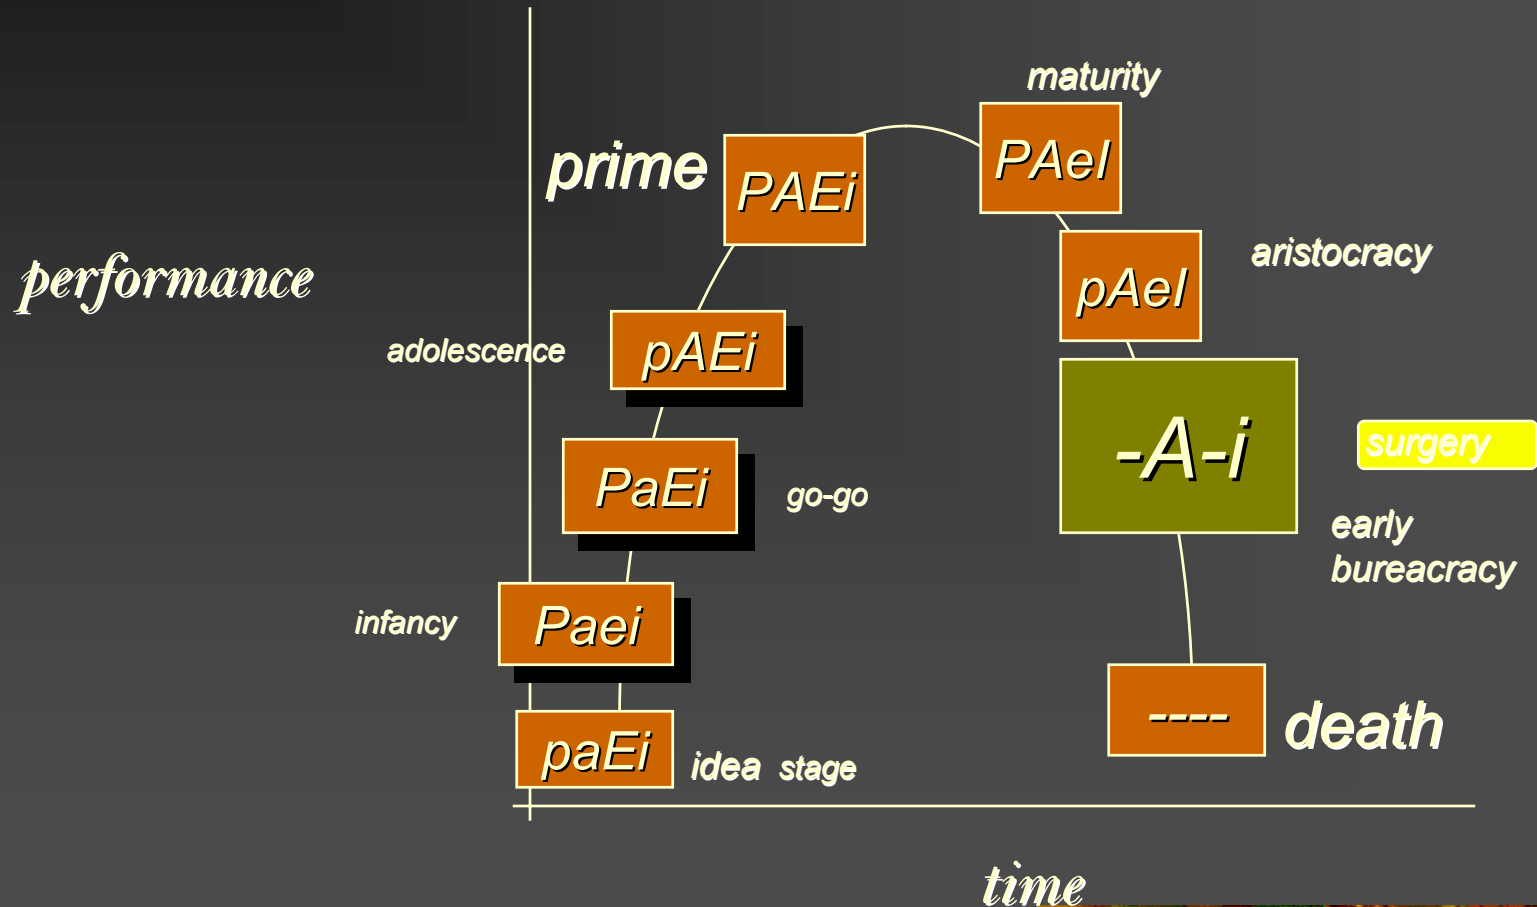 maturity
prime
PAEi
PAeI
performance
aristocracy
pAeI
adolescence
pAEi
-A-i
surgery
PaEi
go-go
early
bureacracy
infancy
Paei
----
death
paEi
idea stage
time